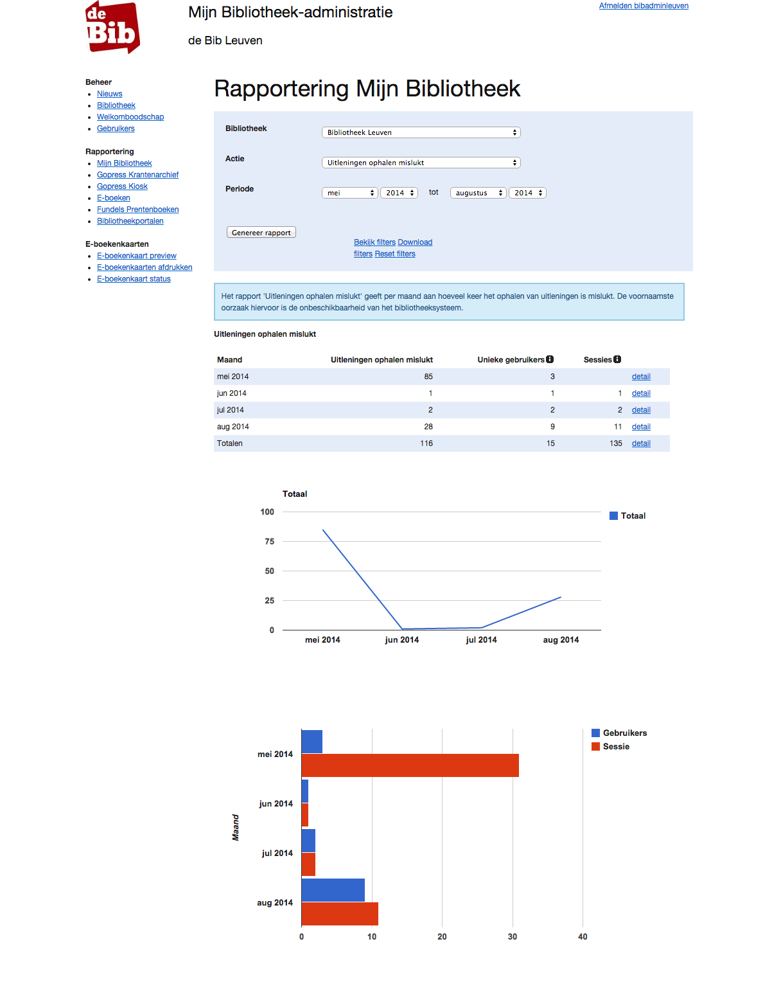 de
Bib
Mijn Bibliotheek-administratie
Afmelden bibadminleuven
de Bib Leuven
Beheer
Nieuws
Bibliotheek
Welkomboodschap
Gebruikers
Rapportering
Mijn Bibliotheek
Gopress Krantenarchief
Gopress Kiosk
E-boeken
Fundels Prentenboeken
Bibliotheekportalen
E-boekenkaarten
E-boekenkaart preview
E-boekenkaarten afdrukken
E-boekenkaart status
Rapportering Mijn Bibliotheek
Bibliotheek Bibliotheek Leuven
Actie Uitleningen ophalen mislukt
Periode mei 2014 tot augustus 2014
Genereer rapport
Bekijk filters Download
filters Reset filters
Het rapport 'Uitleningen ophalen mislukt' geeft per maand aan hoeveel keer het ophalen van uitleningen is mislukt. De voornaamste
oorzaak hiervoor is de onbeschikbaarheid van het bibliotheeksysteem.
Uitleningen ophalen mislukt
Maand Uitleningen ophalen mislukt Unieke gebruikers i Sessies i
mei 2014 85 3 detail
jun 2014 1 1 1 detail
jul 2014 2 2 2 detail
aug 2014 28 9 11 detail
Totalen 116 15 135 detail
Totaal
100
75
50
25
0
mei 2014 jun 2014 jul 2014 aug 2014
Totaal
Maand
mei 2014
jun 2014
jul 2014
aug 2014
0 10 20 30 40
Gebruikers
Sessie